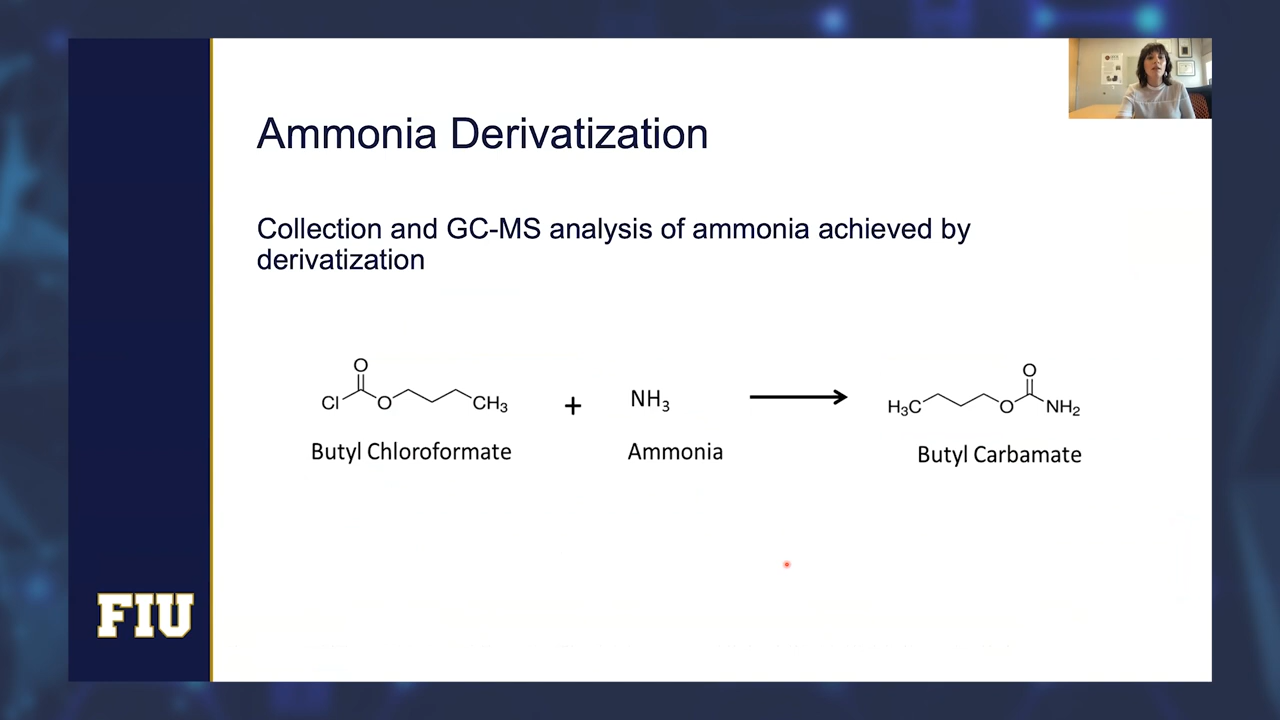 Ammonia Derivatization
Collection and GC-MS analysis of ammonia achieved by
derivatization
O
Cl
O
CH3
+
NH3
O
H3C
O
NH2
Butyl Chloroformate
Ammonia
Butyl Carbamate
FIU